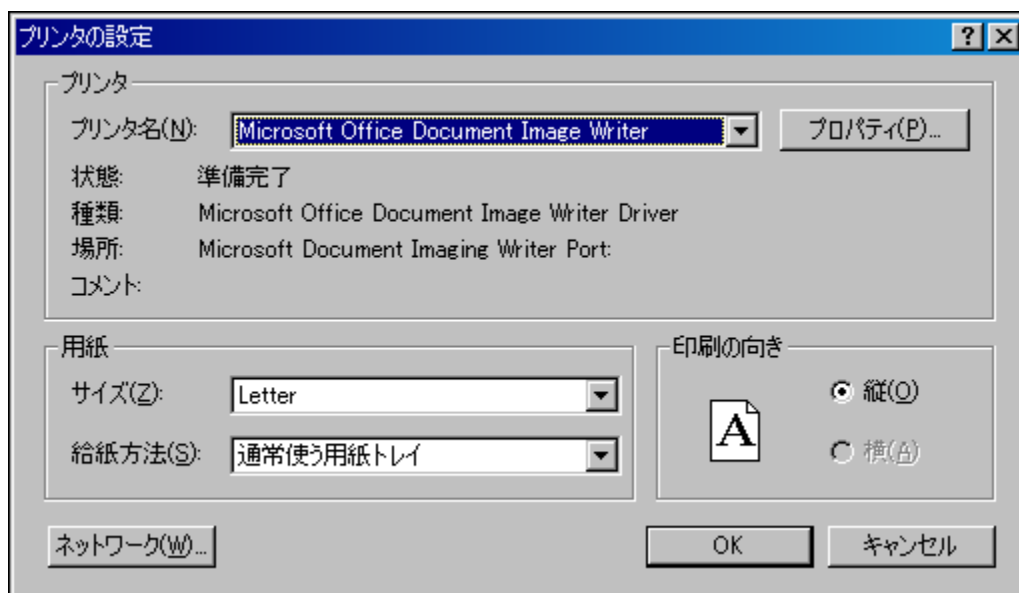 プリンタの設定
プリンタ
プリンタ名(N): Microsoft Office Document Image Writer プロパティ(P)...
状態: 準備完了
種類: Microsoft Office Document Image Writer Driver
場所: Microsoft Document Imaging Writer Port:
コメント:
用紙
サイズ(Z): Letter
給紙方法(S): 通常使う用紙トレイ
印刷の向き
A
縦(O)
横(A)
ネットワーク(W)... OK キャンセル